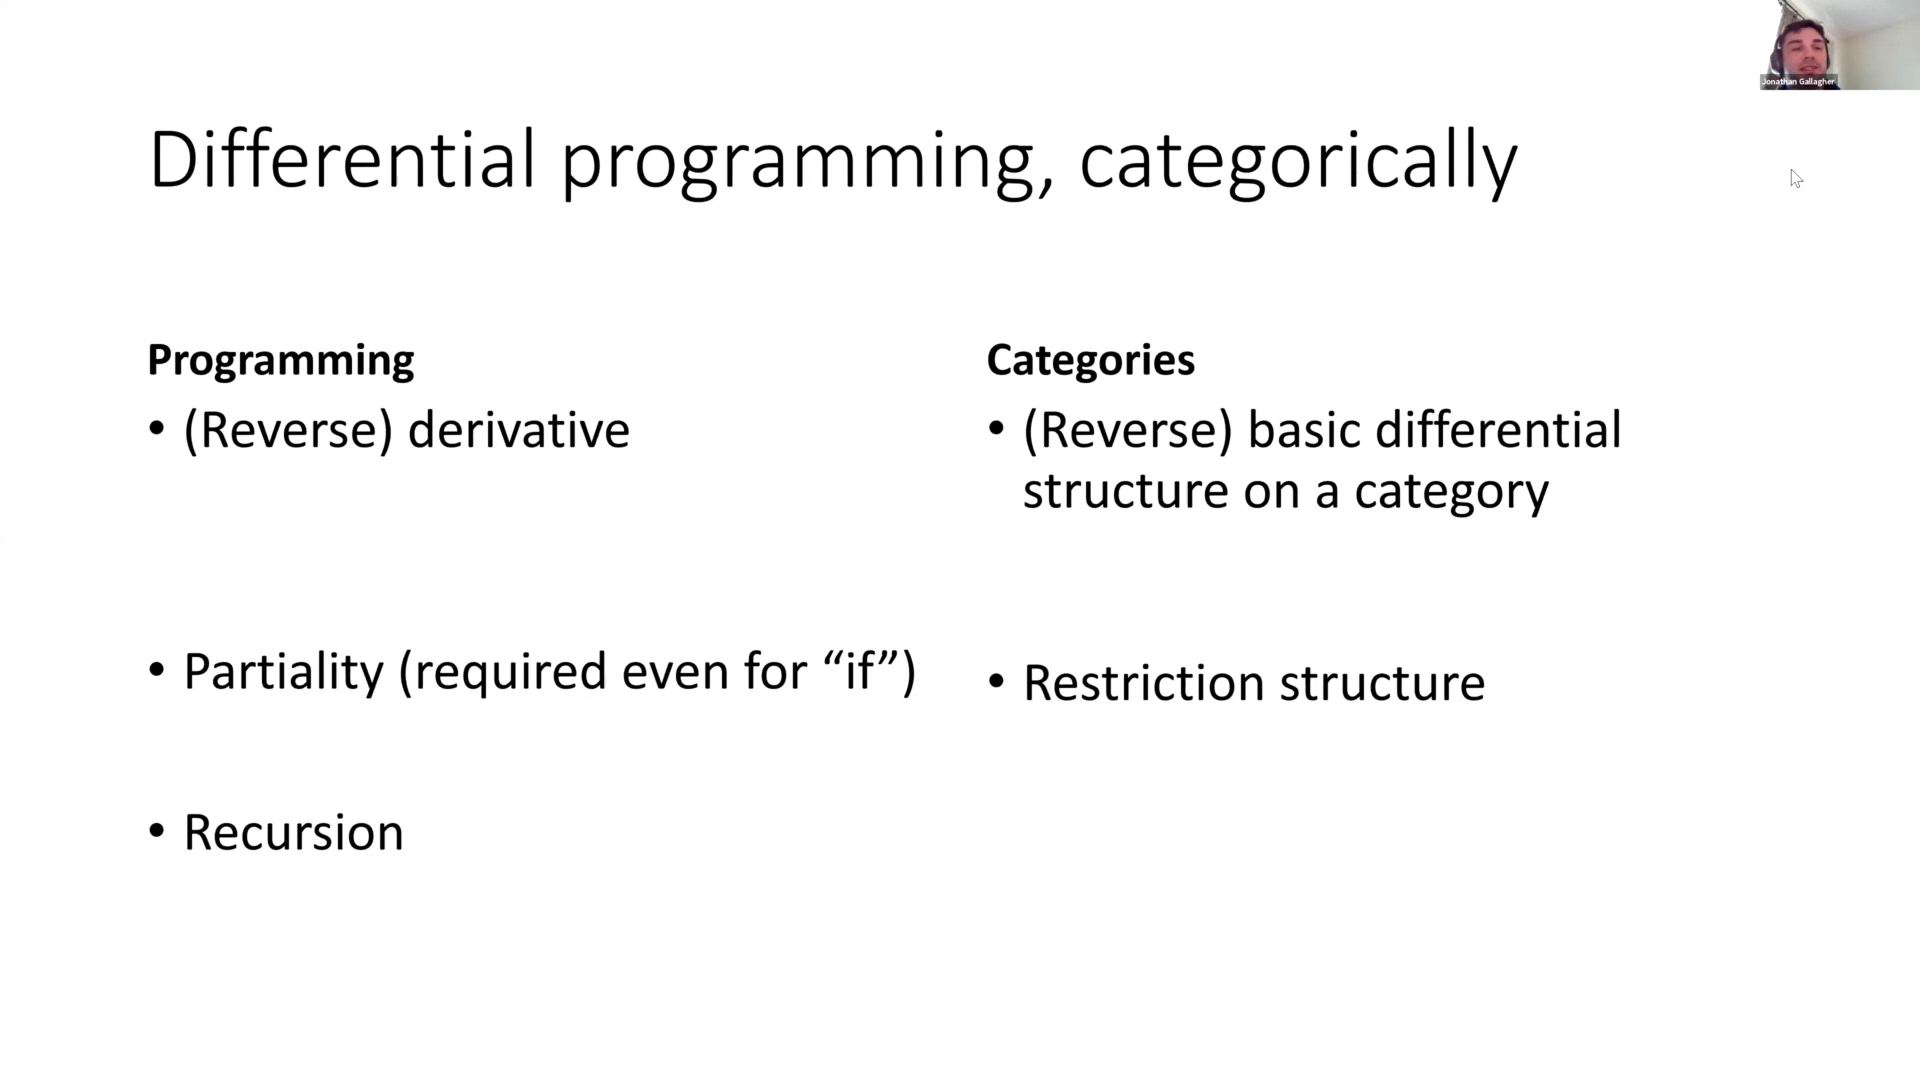 Jonathan Gallagher
Differential programming, categorically
Programming
• (Reverse) derivative
• Partiality (required even for “if”)
• Recursion
Categories
• (Reverse) basic differential
structure on a category
• Restriction structure